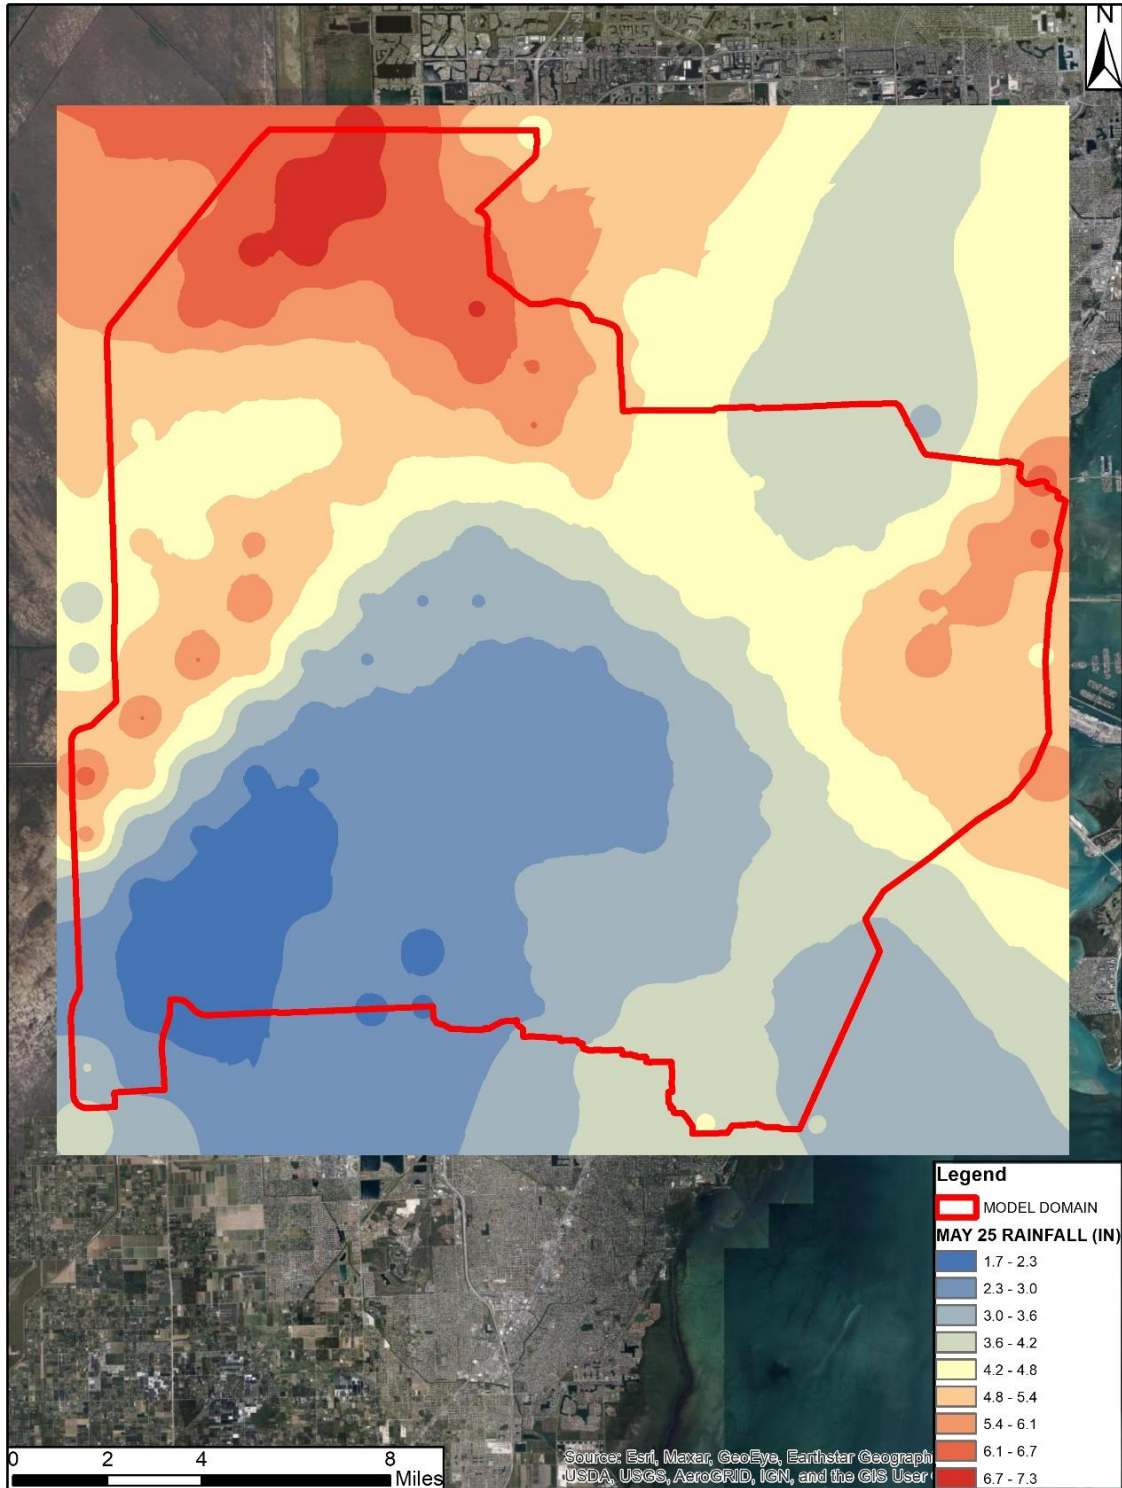 N
Legend
MODEL DOMAIN
MAY 25 RAINFALL (IN)
1.7 - 2.3
2.3 - 3.0
3.0 - 3.6
3.6 - 4.2
4.2 - 4.8
4.8 - 5.4
5.4 - 6.1
6.1 - 6.7
6.7 - 7.3
0 2 4 8
Miles
Source: Esri, Maxar, GeoEye, Earthstar Geograph
USDA, USGS, AeroGRID, IGN, and the GIS User